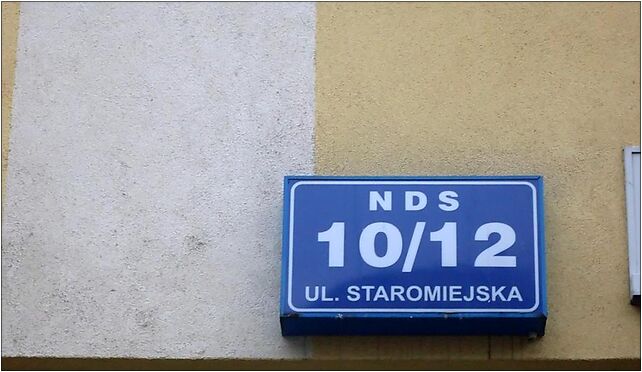 NDS
10/12
UL. STAROMIEJSKA